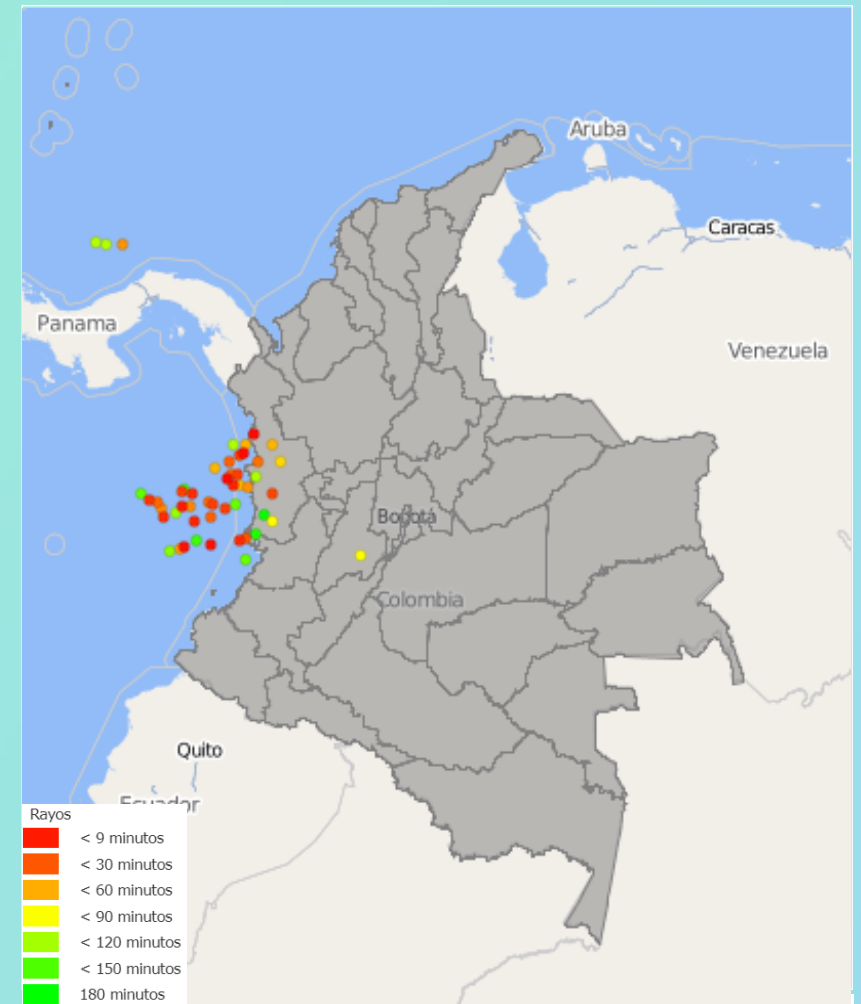 Aruba
Caracas
Panama
Venezuela
Bogotá
Colombia
Quito
Ecuador
Rayos
< 9 minutos
< 30 minutos
< 60 minutos
< 90 minutos
< 120 minutos
< 150 minutos
180 minutos